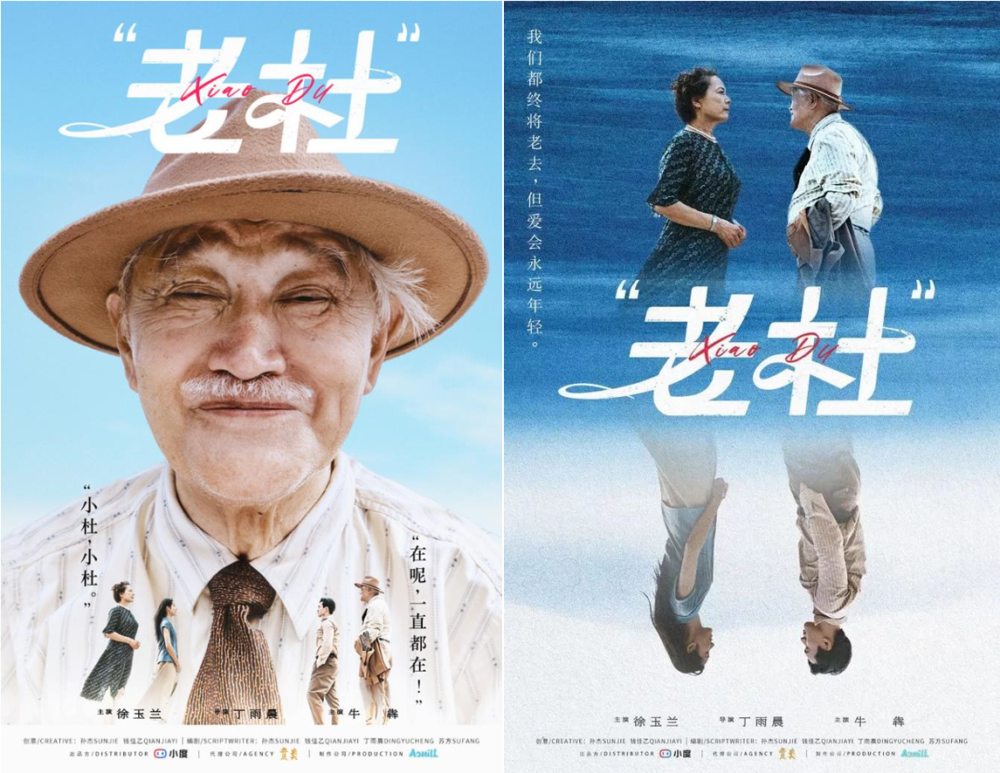 “老杜”
Xiao Du
“小杜，小杜。”
“在呢，一直都在！”
主演 徐玉兰
导演 丁雨晨
主演 牛 犇
创意/CREATIVE：孙杰SUNJIE 钱佳乙QIANJIAYI | 编剧/SCRIPTWRITER：孙杰SUNJIE 钱佳乙QIANJIAYI 丁雨晨DINGYUCHENG 苏方SUFANG
出品方/DISTRIBUTOR 小度 | 代理公司/AGENCY | 制作公司/PRODUCTION
我们都终将老去，但爱会永远年轻。
“老杜”
Xiao Du
主演 徐玉兰
导演 丁雨晨
主演 牛 犇
创意/CREATIVE：孙杰SUNJIE 钱佳乙QIANJIAYI | 编剧/SCRIPTWRITER：孙杰SUNJIE 钱佳乙QIANJIAYI 丁雨晨DINGYUCHENG 苏方SUFANG
出品方/DISTRIBUTOR 小度 | 代理公司/AGENCY | 制作公司/PRODUCTION